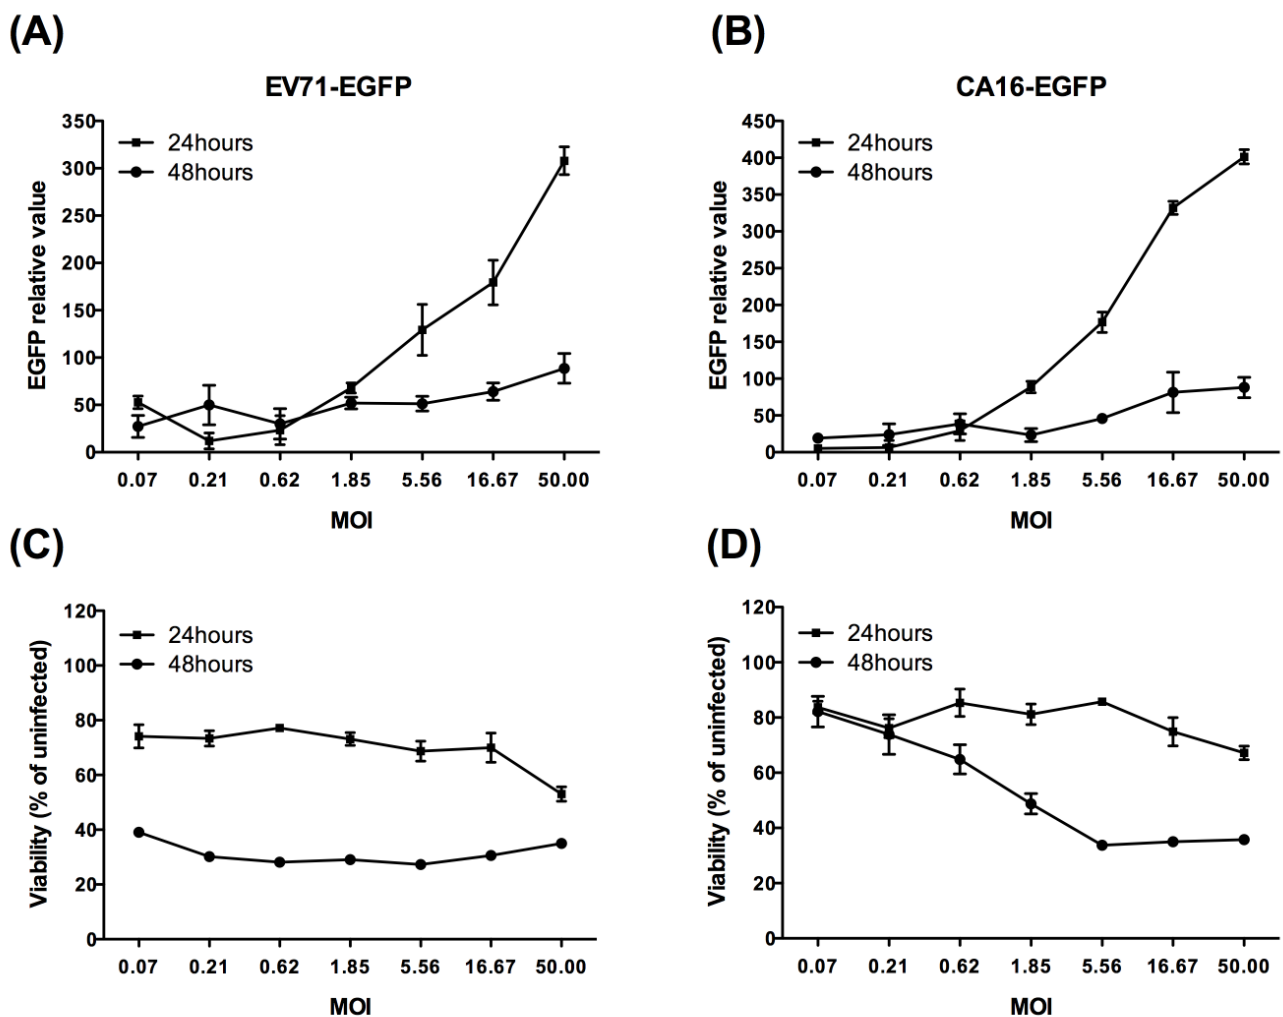 (A)
EV71-EGFP
350
300
250
200
150
100
50
0
EGFP relative value
24hours
48hours
0.07 0.21 0.62 1.85 5.56 16.67 50.00
MOI
(B)
CA16-EGFP
450
400
350
300
250
200
150
100
50
0
EGFP relative value
24hours
48hours
0.07 0.21 0.62 1.85 5.56 16.67 50.00
MOI
(C)
120
100
80
60
40
20
0
Viability (% of uninfected)
24hours
48hours
0.07 0.21 0.62 1.85 5.56 16.67 50.00
MOI
(D)
120
100
80
60
40
20
0
Viability (% of uninfected)
24hours
48hours
0.07 0.21 0.62 1.85 5.56 16.67 50.00
MOI